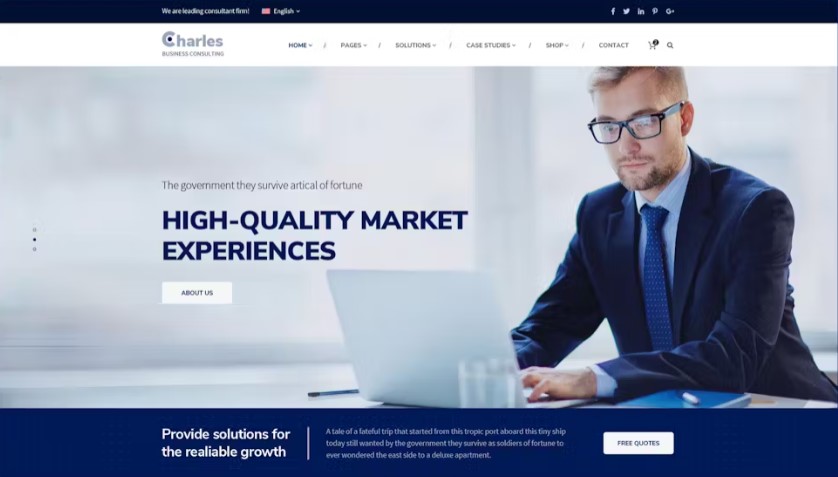 We are leading consultant firm!
English
Charles
BUSINESS CONSULTING
HOME / PAGES / SOLUTIONS / CASE STUDIES / SHOP / CONTACT
The government they survive artical of fortune
HIGH-QUALITY MARKET
EXPERIENCES
ABOUT US
Provide solutions for
the realiable growth
A tale of a fateful trip that started from this tropic port aboard this tiny ship
today still wanted by the government they survive as soldiers of fortune to
ever wondered the east side to a deluxe apartment.
FREE QUOTES